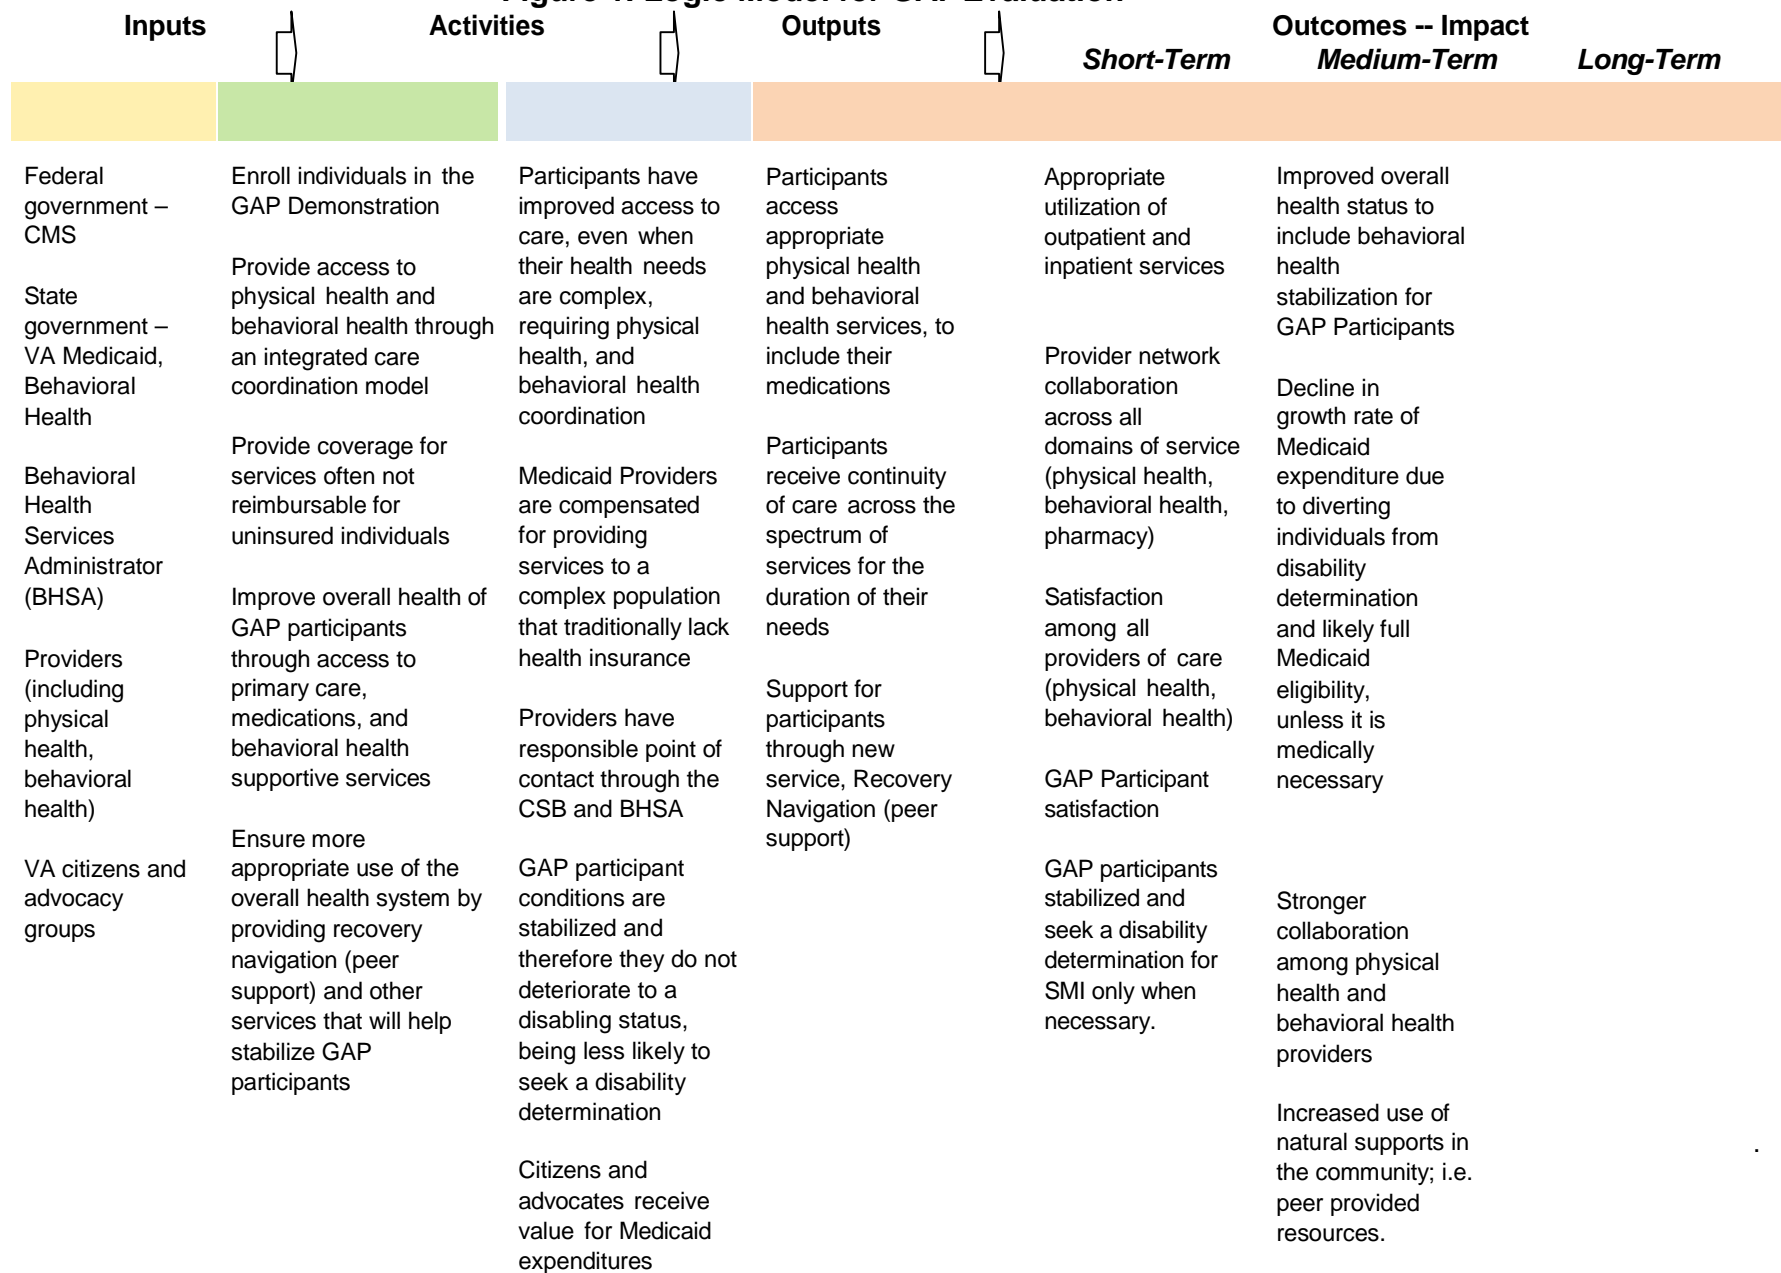 Figure 1. Logic Model for GAP Evaluation
Inputs
Activities
Outputs
Outcomes -- Impact
Short-Term
Medium-Term
Long-Term
Federal
government –
CMS
State
government –
VA Medicaid,
Behavioral
Health
Behavioral
Health
Services
Administrator
(BHSA)
Providers
(including
physical
health,
behavioral
health)
VA citizens and
advocacy
groups
Enroll individuals in the
GAP Demonstration
Provide access to
physical health and
behavioral health through
an integrated care
coordination model
Provide coverage for
services often not
reimbursable for
uninsured individuals
Improve overall health of
GAP participants
through access to
primary care,
medications, and
behavioral health
supportive services
Ensure more
appropriate use of the
overall health system by
providing recovery
navigation (peer
support) and other
services that will help
stabilize GAP
participants
Participants have
improved access to
care, even when
their health needs
are complex,
requiring physical
health, and
behavioral health
coordination
Medicaid Providers
are compensated
for providing
services to a
complex population
that traditionally lack
health insurance
Providers have
responsible point of
contact through the
CSB and BHSA
GAP participant
conditions are
stabilized and
therefore they do not
deteriorate to a
disabling status,
being less likely to
seek a disability
determination
Citizens and
advocates receive
value for Medicaid
expenditures
Participants
access
appropriate
physical health
and behavioral
health services, to
include their
medications
Participants
receive continuity
of care across the
spectrum of
services for the
duration of their
needs
Support for
participants
through new
service, Recovery
Navigation (peer
support)
Appropriate
utilization of
outpatient and
inpatient services
Provider network
collaboration
across all
domains of service
(physical health,
behavioral health,
pharmacy)
Satisfaction
among all
providers of care
(physical health,
behavioral health)
GAP Participant
satisfaction
GAP participants
stabilized and
seek a disability
determination for
SMI only when
necessary.
Improved overall
health status to
include behavioral
health
stabilization for
GAP Participants
Decline in
growth rate of
Medicaid
expenditure due
to diverting
individuals from
disability
determination
and likely full
Medicaid
eligibility,
unless it is
medically
necessary
Stronger
collaboration
among physical
health and
behavioral health
providers
Increased use of
natural supports in
the community; i.e.
peer provided
resources.
.